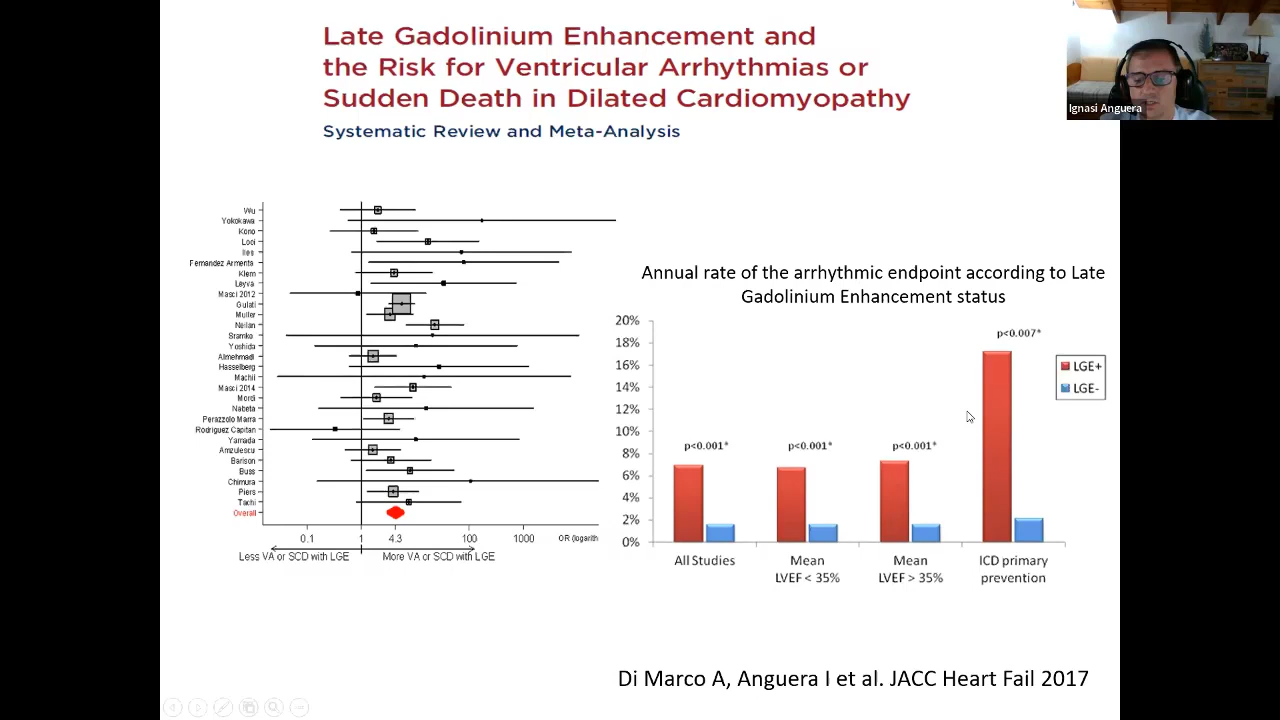 Late Gadolinium Enhancement and
the Risk for Ventricular Arrhythmias or
Sudden Death in Dilated Cardiomyopathy
Systematic Review and Meta-Analysis
Ignasi Anguera
Wu
Yokokawa
Kono
Looi
Iles
Fernandez Armenta
Klem
Leyva
Masci 2012
Gulati
Muller
Neilan
Sramko
Yoshida
Almehmadi
Hasselberg
Machii
Masci 2014
Mordi
Nabeta
Perazzolo Marra
Rodriguez Capitan
Yamada
Amzulescu
Barison
Buss
Chimura
Piers
Tachi
Overall
0.1
1
4.3
100
1000
OR (logarith
Less VA or SCD with LGE
More VA or SCD with LGE
Annual rate of the arrhythmic endpoint according to Late
Gadolinium Enhancement status
20%
18%
16%
14%
12%
10%
8%
6%
4%
2%
0%
p<0.001*
p<0.001*
p<0.001*
p<0.007*
LGE+
LGE-
All Studies
Mean
LVEF < 35%
Mean
LVEF > 35%
ICD primary
prevention
Di Marco A, Anguera I et al. JACC Heart Fail 2017